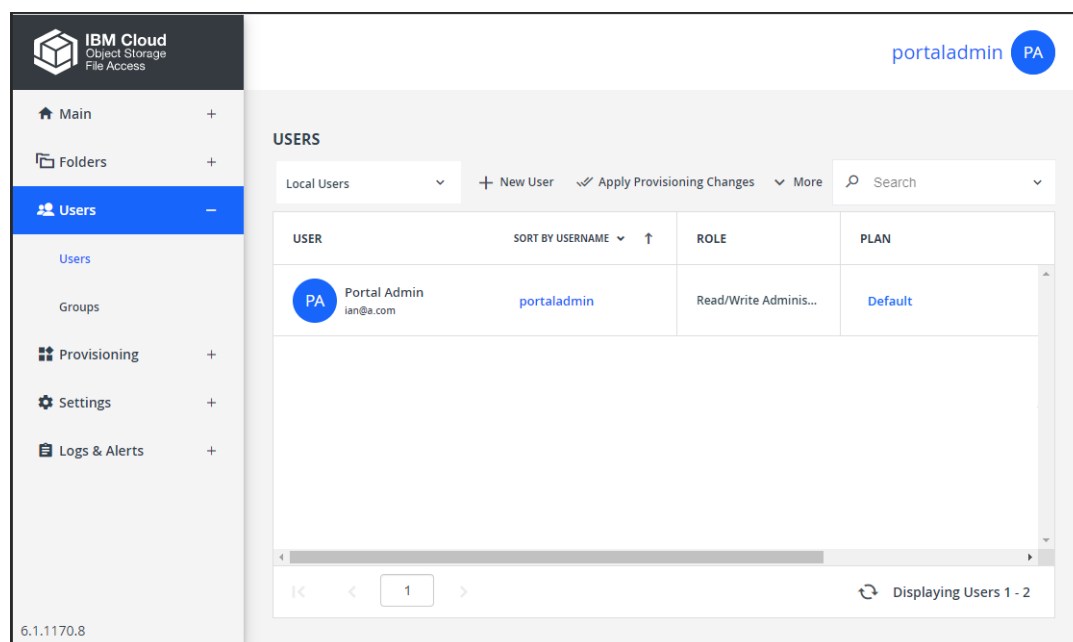 IBM Cloud
Object Storage
File Access
portaladmin PA
Main
Folders
Users
Users
Groups
Provisioning
Settings
Logs & Alerts
6.1.1170.8
USERS
Local Users New User Apply Provisioning Changes More Search
USER SORT BY USERNAME ROLE PLAN
PA Portal Admin portaladmin Read/Write Adminis... Default
ian@a.com
1 Displaying Users 1 - 2